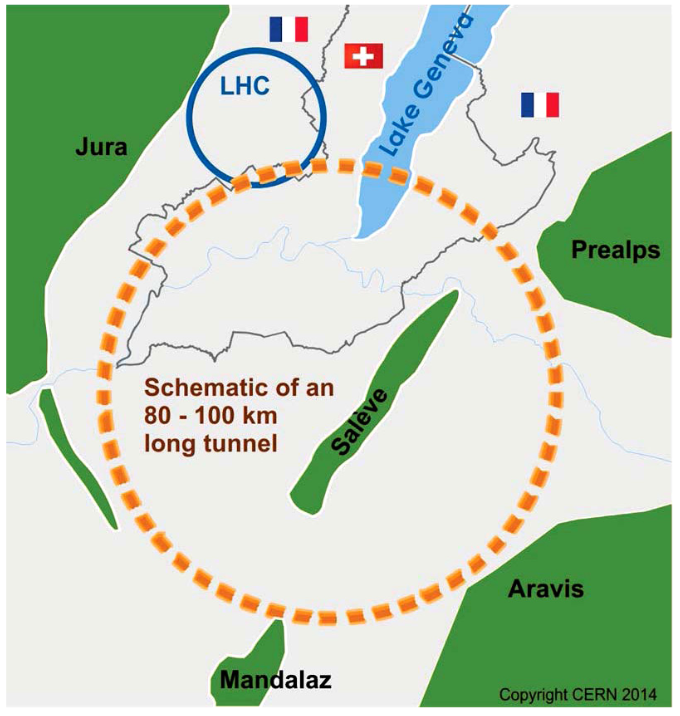 LHC
Lake Geneva
Jura
Prealps
Schematic of an
80 - 100 km
long tunnel
Salève
Aravis
Mandalaz
Copyright CERN 2014